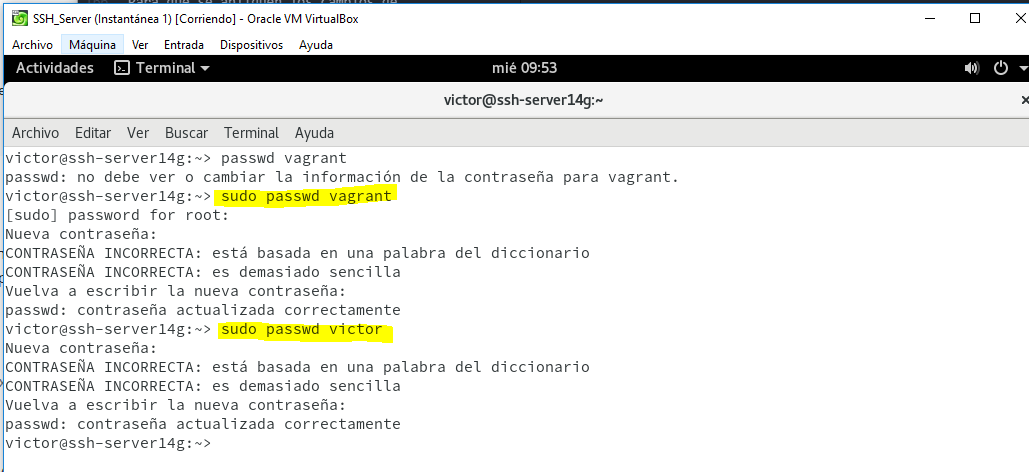 SSH_Server (Instantánea 1) [Corriendo] - Oracle VM VirtualBox
Archivo Máquina Ver Entrada Dispositivos Ayuda
Actividades Terminal mié 09:53
victor@ssh-server14g:~
Archivo Editar Ver Buscar Terminal Ayuda
victor@ssh-server14g:~> passwd vagrant
passwd: no debe ver o cambiar la información de la contraseña para vagrant.
victor@ssh-server14g:~> sudo passwd vagrant
[sudo] password for root:
Nueva contraseña:
CONTRASEÑA INCORRECTA: está basada en una palabra del diccionario
CONTRASEÑA INCORRECTA: es demasiado sencilla
Vuelva a escribir la nueva contraseña:
passwd: contraseña actualizada correctamente
victor@ssh-server14g:~> sudo passwd victor
Nueva contraseña:
CONTRASEÑA INCORRECTA: está basada en una palabra del diccionario
CONTRASEÑA INCORRECTA: es demasiado sencilla
Vuelva a escribir la nueva contraseña:
passwd: contraseña actualizada correctamente
victor@ssh-server14g:~>